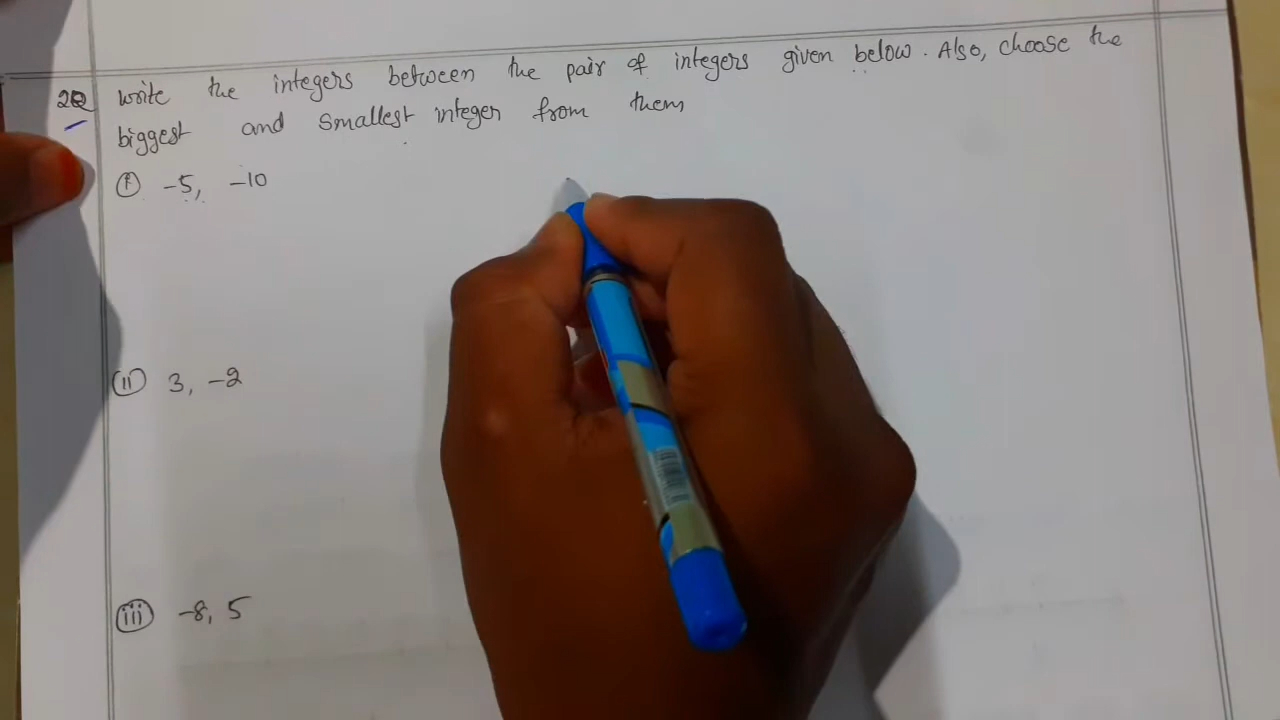 2Q write the integers between the pair of integers given below. Also, choose the
biggest and smallest integer from them
(i) -5, -10
(ii) 3, -2
(iii) -8, 5